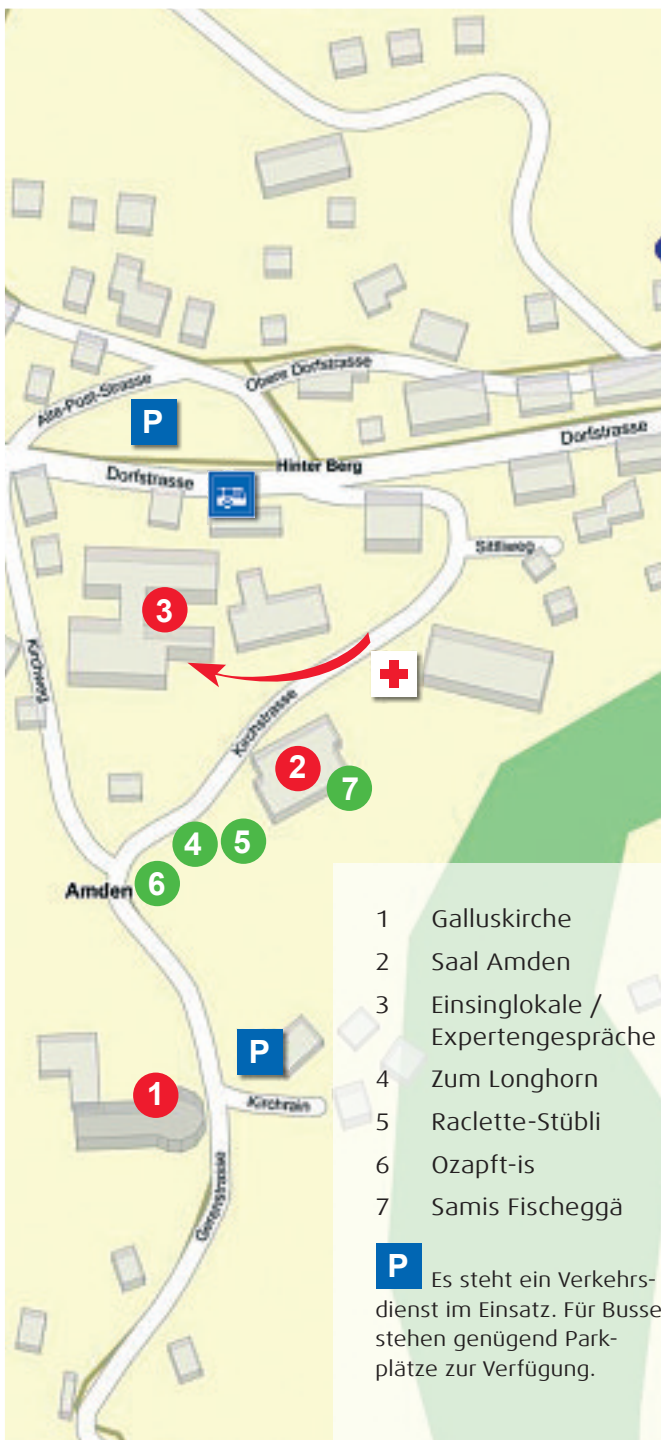 Obere Dorfstrasse
Alte-Post-Strasse
P
Dorfstrasse
Hinter Berg
Dorfstrasse
Sittliweg
3
Kirchweg
Kirchstrasse
2
7
4
5
6
Amden
P
1
Kirchrain
Gerenstrasse
1 Galluskirche
2 Saal Amden
3 Einsinglokale /
Expertengespräche
4 Zum Longhorn
5 Raclette-Stübli
6 Ozapft-is
7 Samis Fischeggä
P Es steht ein Verkehrs-
dienst im Einsatz. Für Busse
stehen genügend Park-
plätze zur Verfügung.